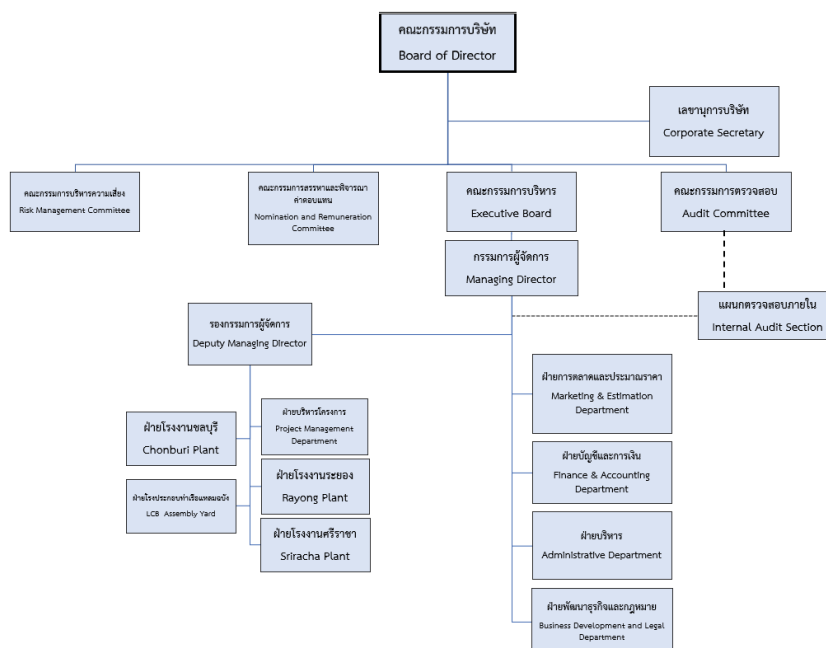 คณะกรรมการบริษัท
Board of Director
เลขานุการบริษัท
Corporate Secretary
คณะกรรมการบริหารความเสี่ยง
Risk Management Committee
คณะกรรมการสรรหาและพิจารณา
ค่าตอบแทน
Nomination and Remuneration
Committee
คณะกรรมการบริหาร
Executive Board
คณะกรรมการตรวจสอบ
Audit Committee
กรรมการผู้จัดการ
Managing Director
แผนกตรวจสอบภายใน
Internal Audit Section
รองกรรมการผู้จัดการ
Deputy Managing Director
ฝ่ายการตลาดและประมาณราคา
Marketing & Estimation
Department
ฝ่ายโรงงานชลบุรี
Chonburi Plant
ฝ่ายบริหารโครงการ
Project Management
Department
ฝ่ายบัญชีและการเงิน
Finance & Accounting
Department
ฝ่ายโรงประกอบท่าเรือแหลมฉบัง
LCB Assembly Yard
ฝ่ายโรงงานระยอง
Rayong Plant
ฝ่ายโรงงานศรีราชา
Sriracha Plant
ฝ่ายบริหาร
Administrative Department
ฝ่ายพัฒนาธุรกิจและกฎหมาย
Business Development and Legal
Department